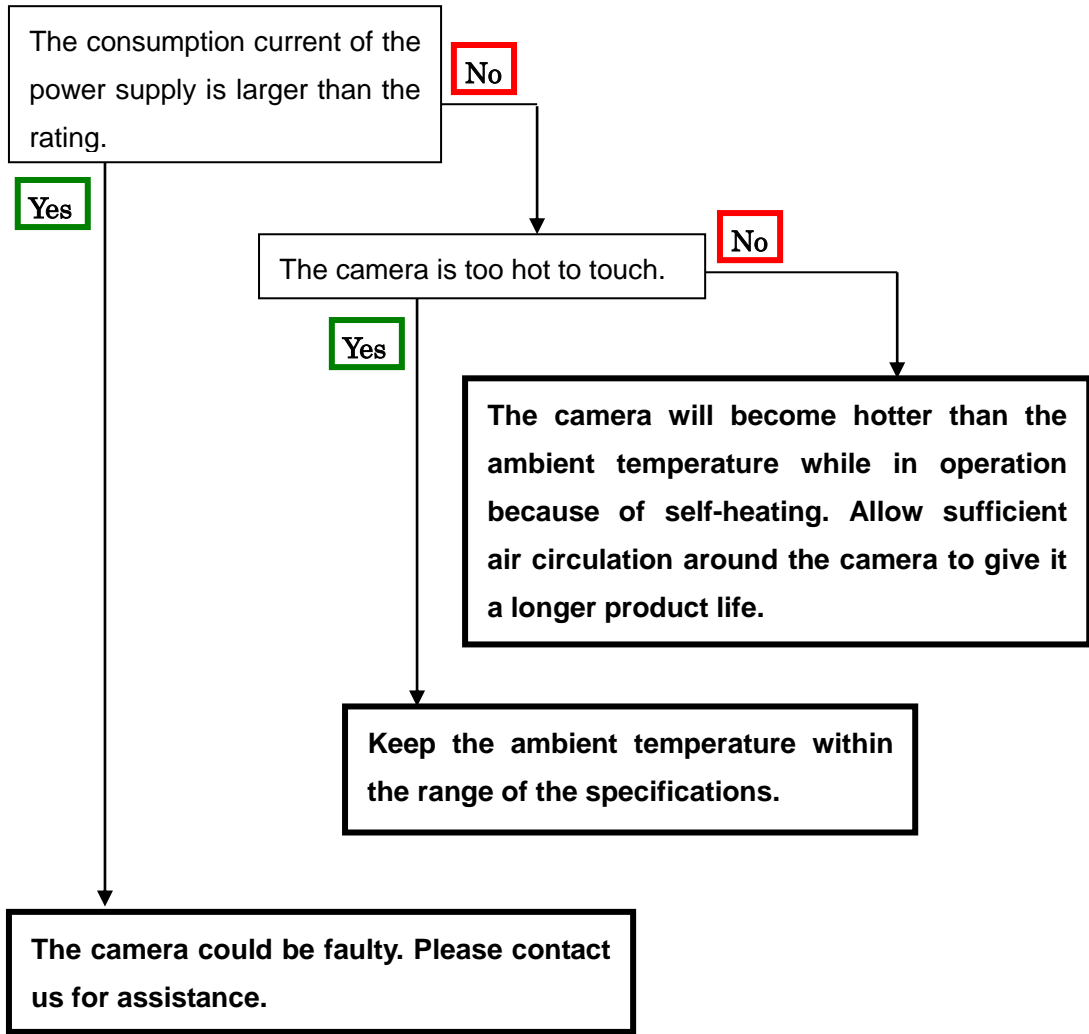 The consumption current of the
power supply is larger than the
rating.
No
Yes
The camera is too hot to touch.
No
Yes
The camera will become hotter than the
ambient temperature while in operation
because of self-heating. Allow sufficient
air circulation around the camera to give it
a longer product life.
Keep the ambient temperature within
the range of the specifications.
The camera could be faulty. Please contact
us for assistance.